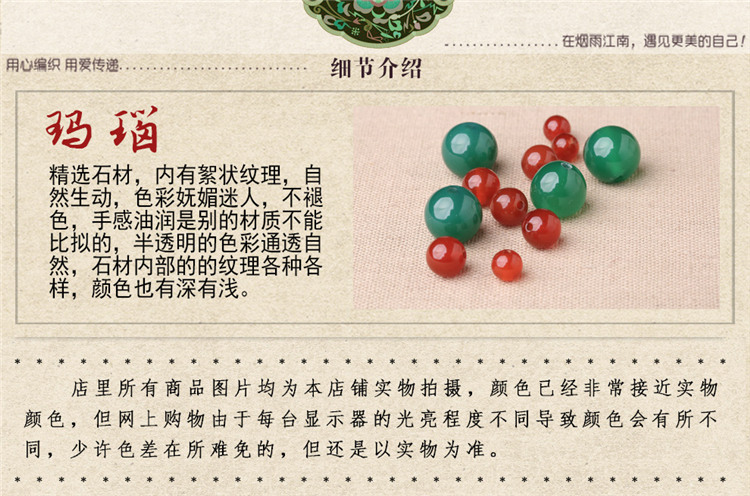 在烟雨江南，遇见更美的自己！
用心编织 用爱传递
细节介绍
玛 瑙
精选石材，内有絮状纹理，自
然生动，色彩妩媚迷人，不褪
色，手感油润是别的材质不能
比拟的，半透明的色彩通透自
然，石材内部的的纹理各种各
样，颜色也有深有浅。
店里所有商品图片均为本店铺实物拍摄，颜色已经非常接近实物
颜色，但网上购物由于每台显示器的光亮程度不同导致颜色会有所不
同，少许色差在所难免的，但还是以实物为准。